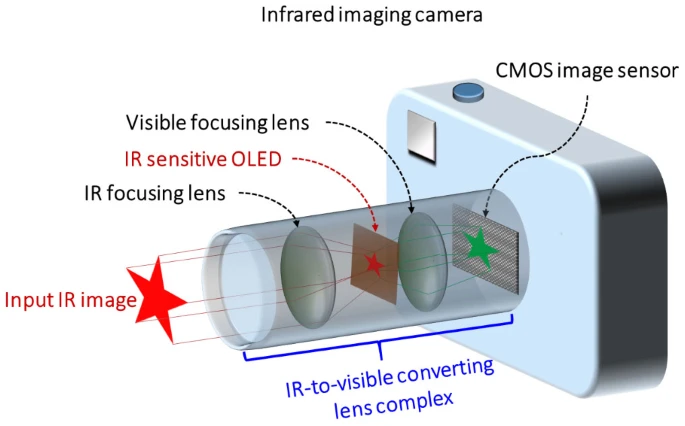 Infrared imaging camera
CMOS image sensor
Visible focusing lens
IR sensitive OLED
IR focusing lens
Input IR image
IR-to-visible converting
lens complex